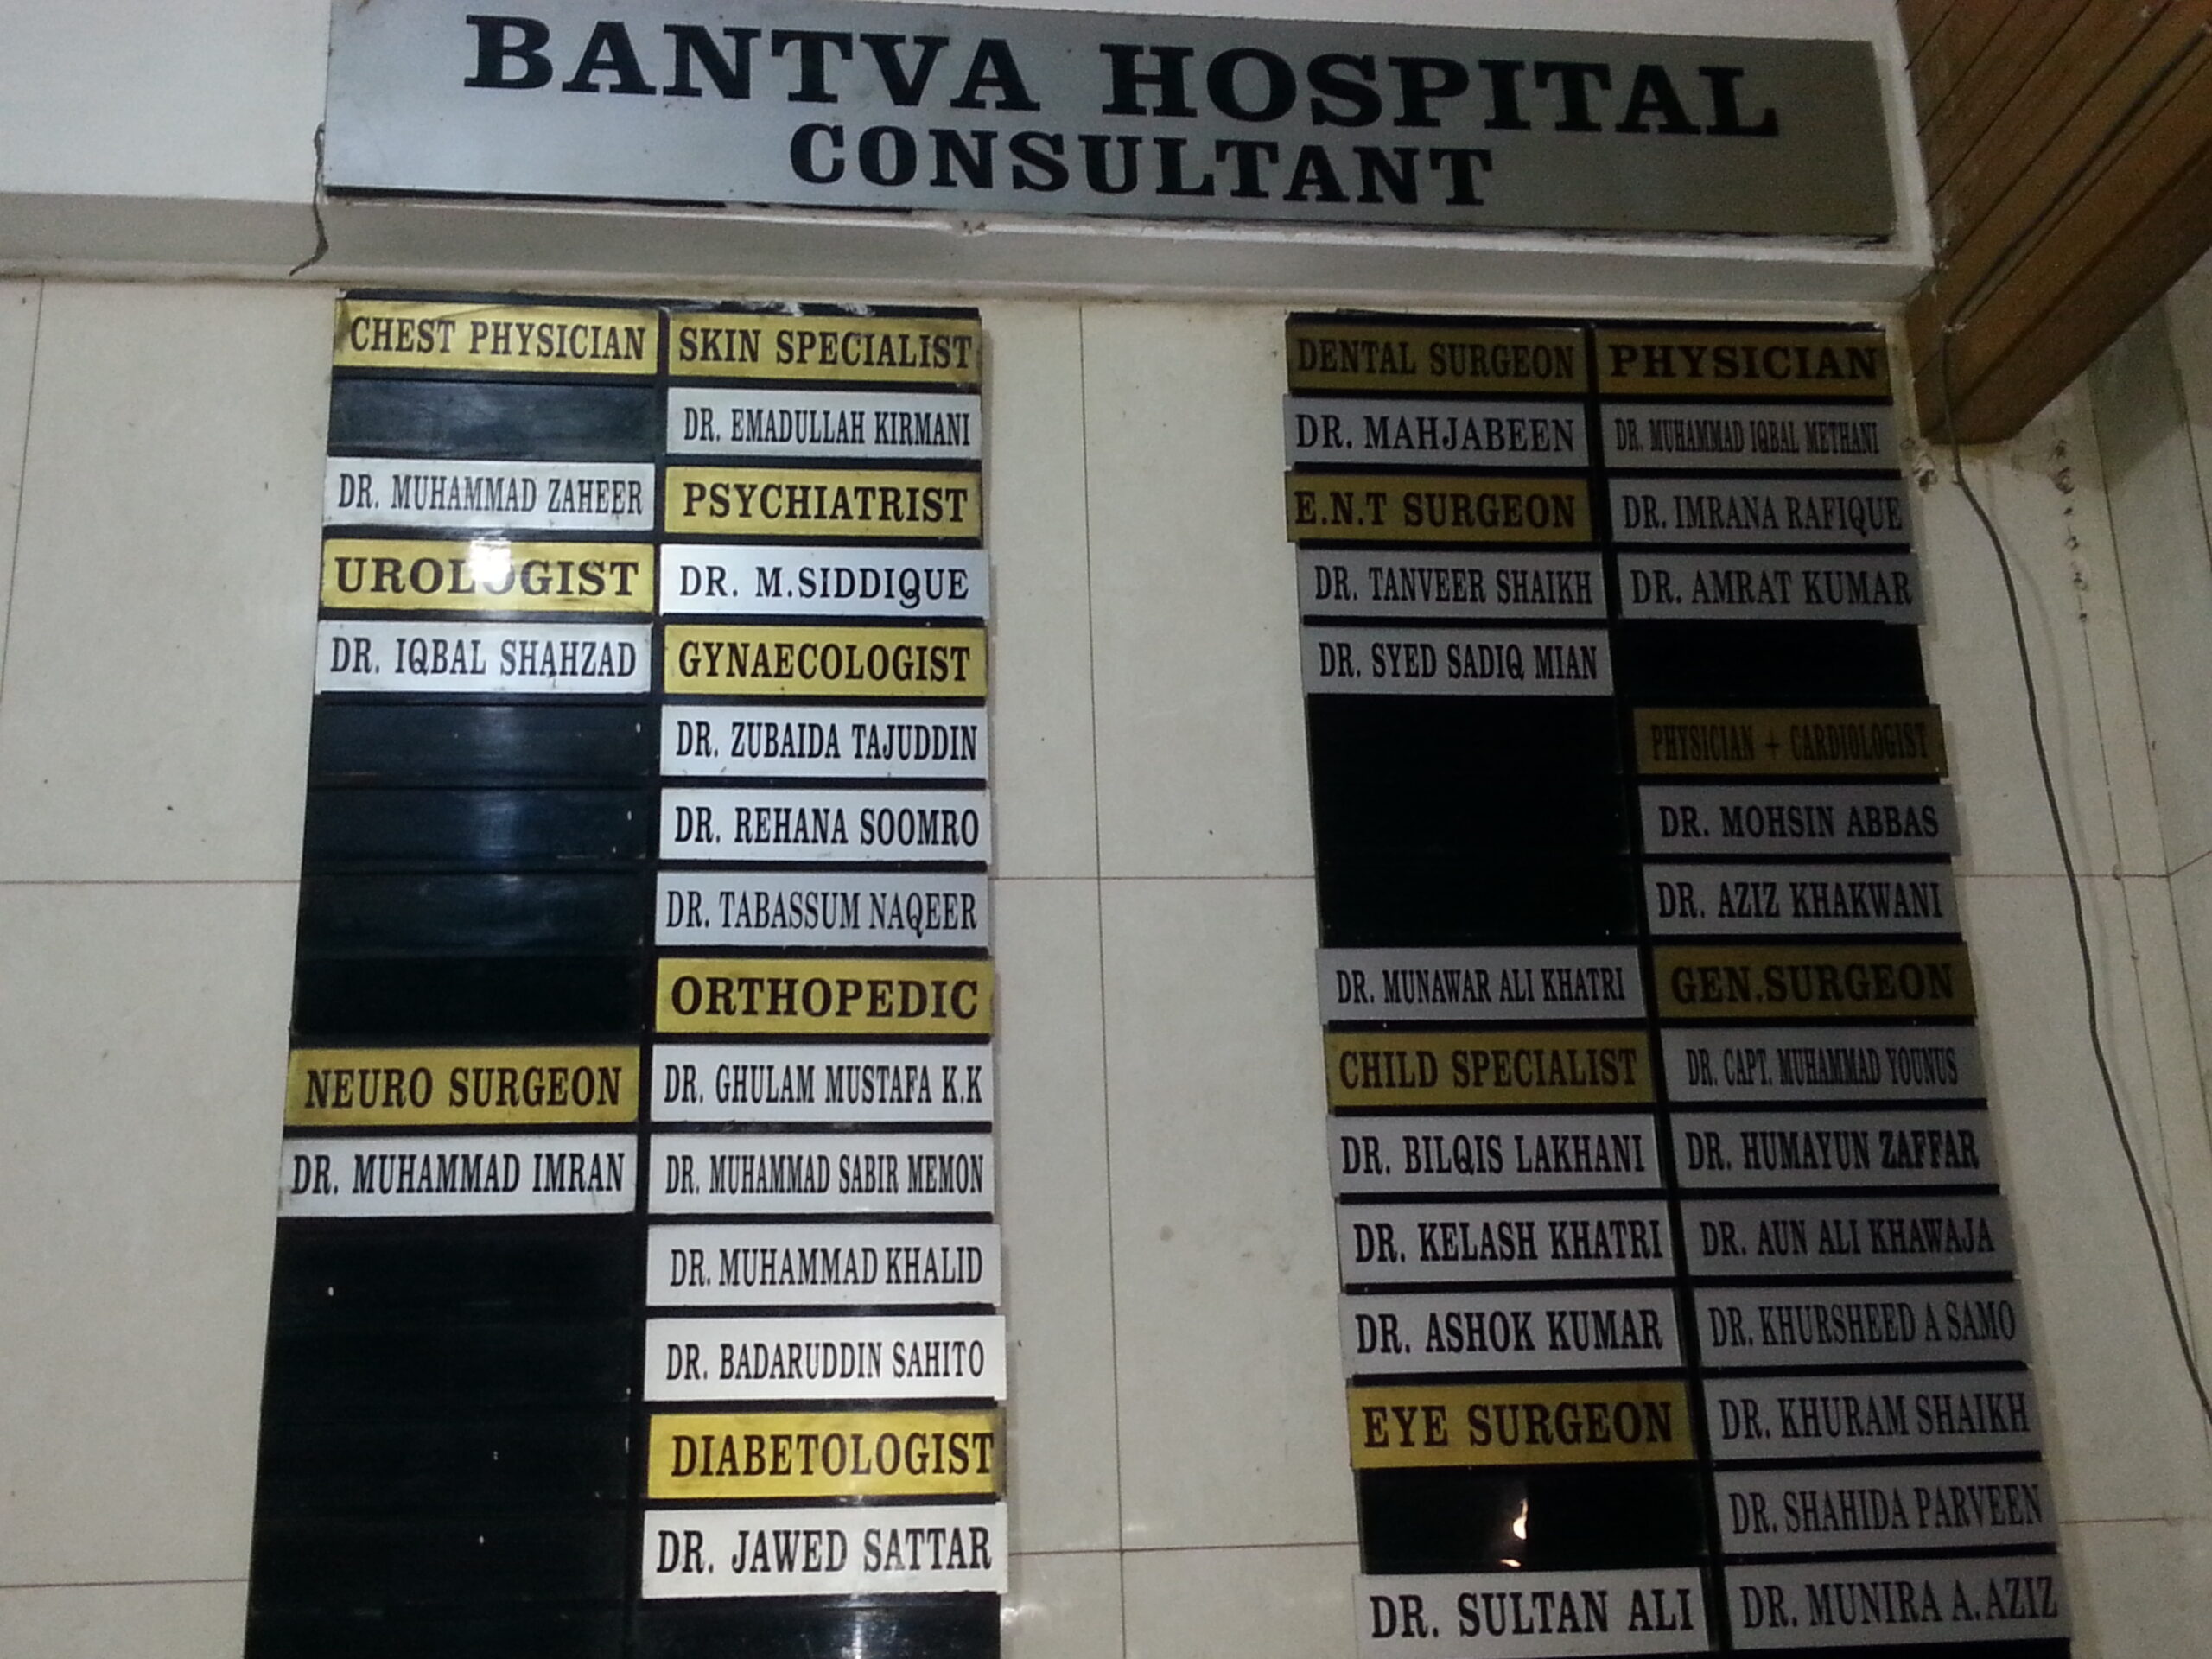 BANTVA HOSPITAL
CONSULTANT
CHEST PHYSICIAN
DR. MUHAMMAD ZAHEER
UROLOGIST
DR. IQBAL SHAHZAD
NEURO SURGEON
DR. MUHAMMAD IMRAN
SKIN SPECIALIST
DR. EMADULLAH KIRMANI
PSYCHIATRIST
DR. M.SIDDIQUE
GYNAECOLOGIST
DR. ZUBAIDA TAJUDDIN
DR. REHANA SOOMRO
DR. TABASSUM NAQEER
ORTHOPEDIC
DR. GHULAM MUSTAFA K.K
DR. MUHAMMAD SABIR MEMON
DR. MUHAMMAD KHALID
DR. BADARUDDIN SAHITO
DIABETOLOGIST
DR. JAWED SATTAR
DENTAL SURGEON
DR. MAHJABEEN
E.N.T SURGEON
DR. TANVEER SHAIKH
DR. SYED SADIQ MIAN
DR. MUNAWAR ALI KHATRI
CHILD SPECIALIST
DR. BILQIS LAKHANI
DR. KELASH KHATRI
DR. ASHOK KUMAR
EYE SURGEON
DR. SULTAN ALI
PHYSICIAN
DR. MUHAMMAD IQBAL METHANI
DR. IMRANA RAFIQUE
DR. AMRAT KUMAR
PHYSICIAN + CARDIOLOGIST
DR. MOHSIN ABBAS
DR. AZIZ KHAKWANI
GEN.SURGEON
DR. CAPT. MUHAMMAD YOUNUS
DR. HUMAYUN ZAFFAR
DR. AUN ALI KHAWAJA
DR. KHURSHEED A SAMO
DR. KHURAM SHAIKH
DR. SHAHIDA PARVEEN
DR. MUNIRA A. AZIZ